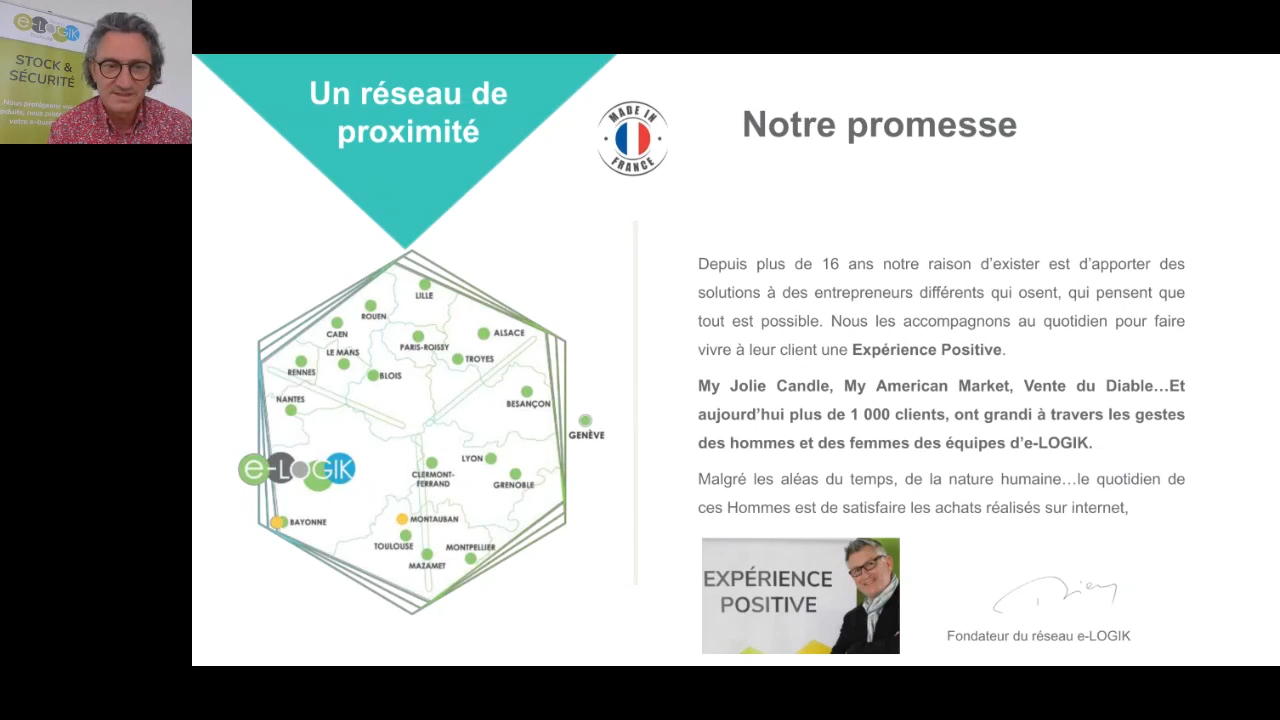 e-LOGIK
STOCK &
SÉCURITÉ
Un réseau de
proximité
MADE IN
FRANCE
Notre promesse
LILLE
ROUEN
CAEN
ALSACE
PARIS-ROISSY
LE MANS
TROYES
RENNES
BLOIS
BESANÇON
NANTES
GENÈVE
LYON
e-LOGIK
CLERMONT-
FERRAND
GRENOBLE
BAYONNE
MONTAUBAN
TOULOUSE
MONTPELLIER
MAZAMET
Depuis plus de 16 ans notre raison d’exister est d’apporter des
solutions à des entrepreneurs différents qui osent, qui pensent que
tout est possible. Nous les accompagnons au quotidien pour faire
vivre à leur client une Expérience Positive.
My Jolie Candle, My American Market, Vente du Diable…Et
aujourd’hui plus de 1 000 clients, ont grandi à travers les gestes
des hommes et des femmes des équipes d’e-LOGIK.
Malgré les aléas du temps, de la nature humaine…le quotidien de
ces Hommes est de satisfaire les achats réalisés sur internet,
EXPÉRIENCE
POSITIVE
Fondateur du réseau e-LOGIK